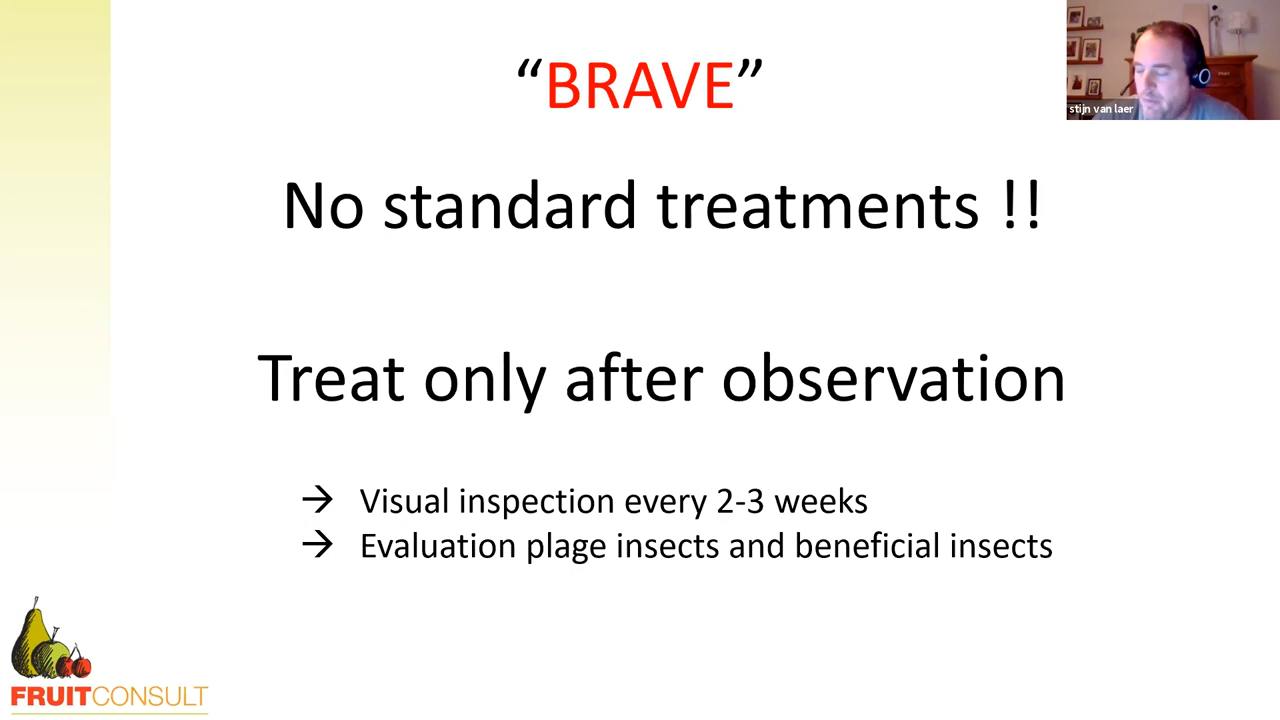 “BRAVE”
stijn van laer
No standard treatments !!
Treat only after observation
→ Visual inspection every 2-3 weeks
→ Evaluation plage insects and beneficial insects
FRUITCONSULT